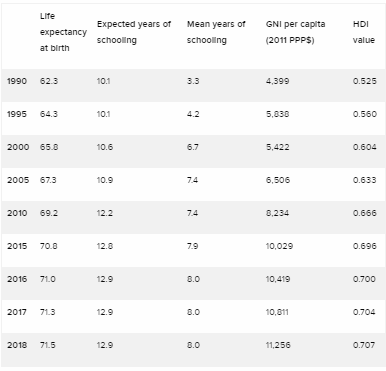 Life expectancy at birth Expected years of schooling Mean years of schooling GNI per capita (2011 PPP$) HDI value
1990 62.3 10.1 3.3 4,399 0.525
1995 64.3 10.1 4.2 5,838 0.560
2000 65.8 10.6 6.7 5,422 0.604
2005 67.3 10.9 7.4 6,506 0.633
2010 69.2 12.2 7.4 8,234 0.666
2015 70.8 12.8 7.9 10,029 0.696
2016 71.0 12.9 8.0 10,419 0.700
2017 71.3 12.9 8.0 10,811 0.704
2018 71.5 12.9 8.0 11,256 0.707